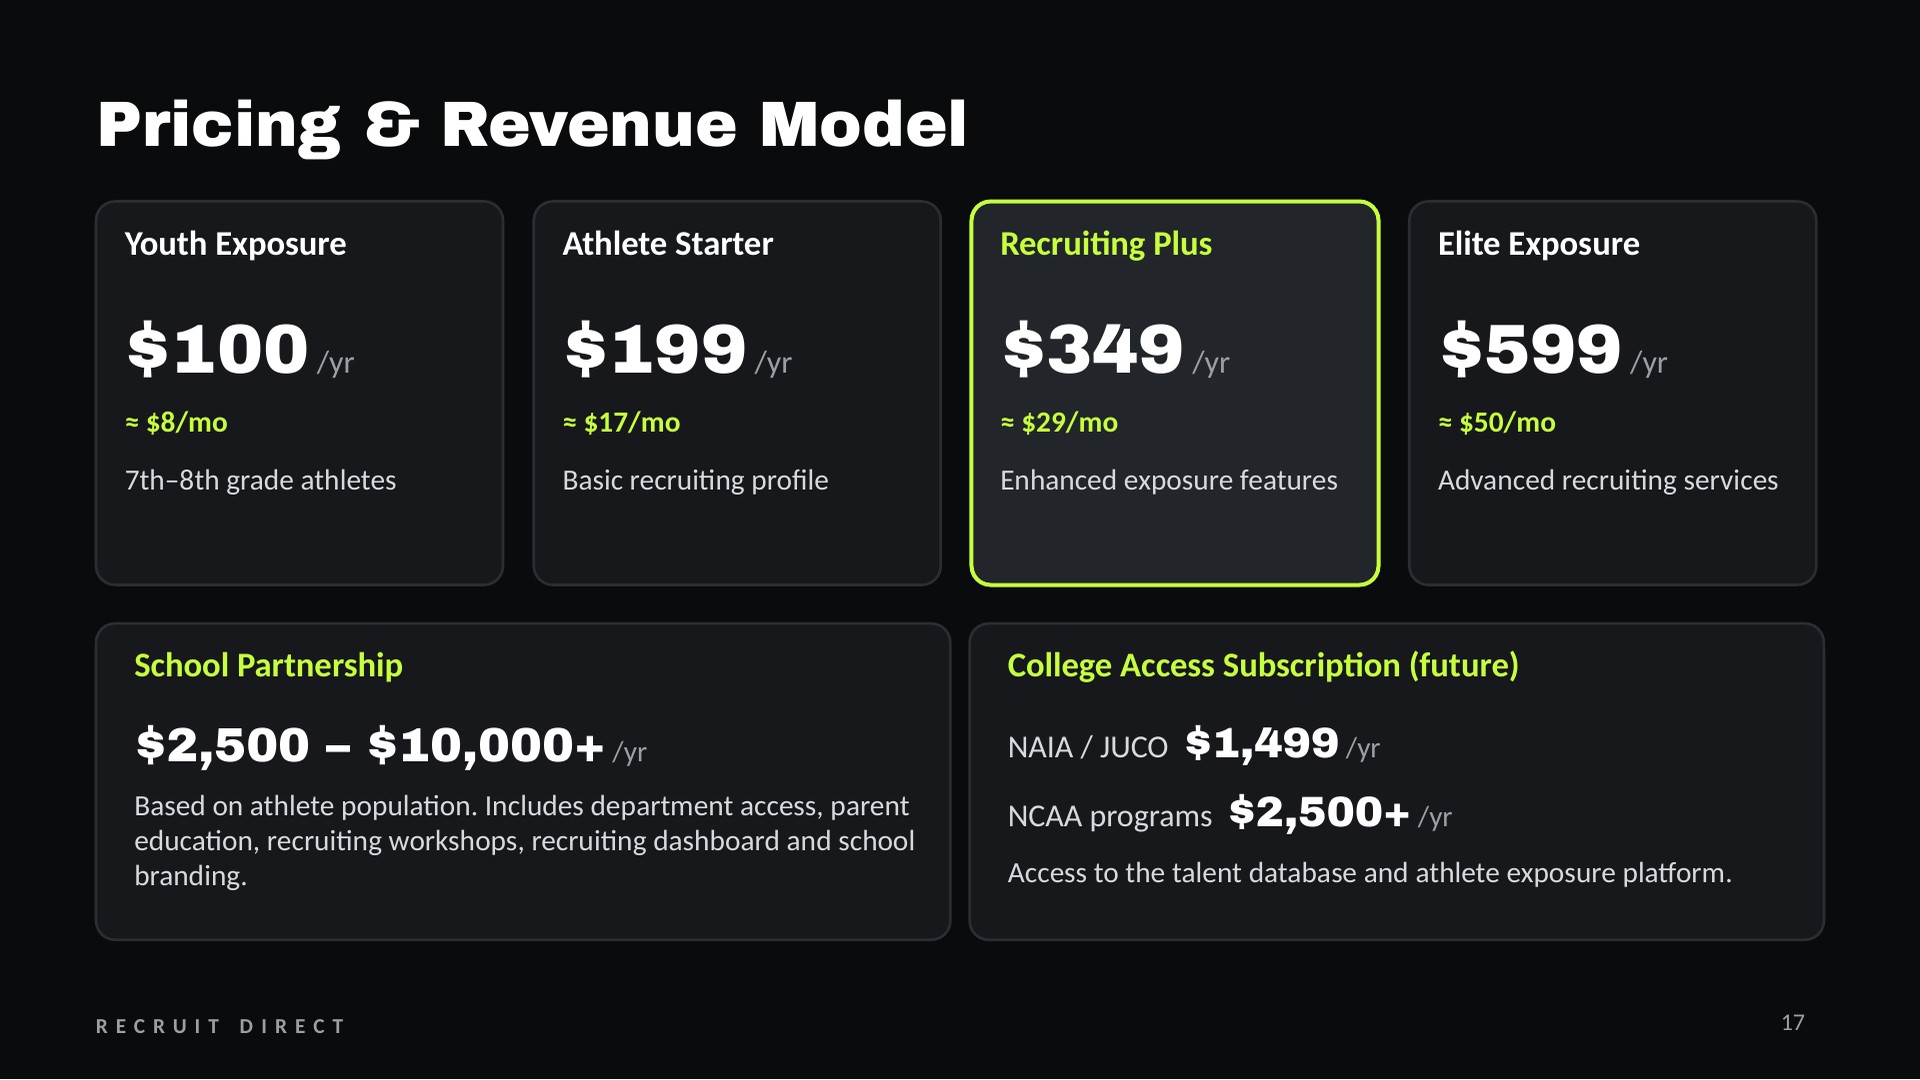 Pricing & Revenue Model
Youth Exposure
$100 /yr
≈ $8/mo
7th–8th grade athletes
Athlete Starter
$199 /yr
≈ $17/mo
Basic recruiting profile
Recruiting Plus
$349 /yr
≈ $29/mo
Enhanced exposure features
Elite Exposure
$599 /yr
≈ $50/mo
Advanced recruiting services
School Partnership
$2,500 – $10,000+ /yr
Based on athlete population. Includes department access, parent
education, recruiting workshops, recruiting dashboard and school
branding.
College Access Subscription (future)
NAIA / JUCO $1,499 /yr
NCAA programs $2,500+ /yr
Access to the talent database and athlete exposure platform.
RECRUIT DIRECT
17